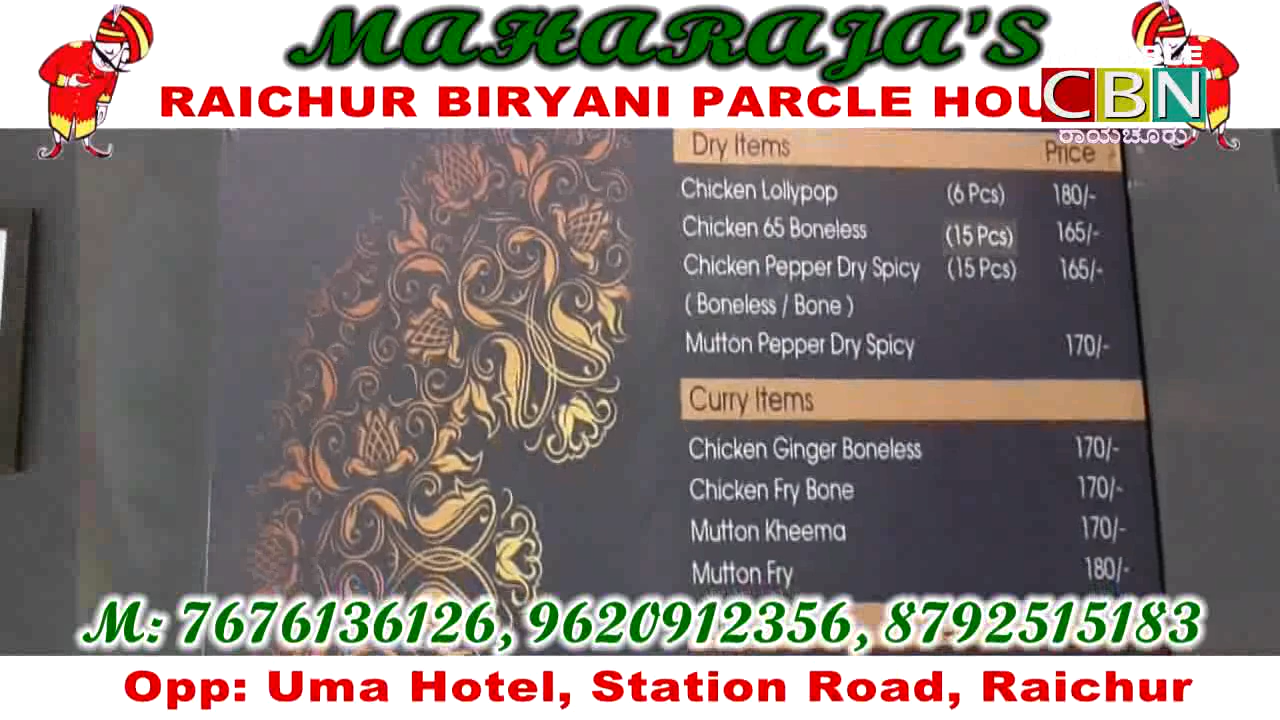 MAHARAJA'S
RAICHUR BIRYANI PARCLE
CBN
ರಾಯಚೂರು
Dry Items Price
Chicken Lollypop (6 Pcs) 180/-
Chicken 65 Boneless (15 Pcs) 165/-
Chicken Pepper Dry Spicy (15 Pcs) 165/-
( Boneless / Bone )
Mutton Pepper Dry Spicy 170/-
Curry Items
Chicken Ginger Boneless 170/-
Chicken Fry Bone 170/-
Mutton Kheema 170/-
Mutton Fry 180/-
M: 7676136126, 9620912356, 8792515183
Opp: Uma Hotel, Station Road, Raichur